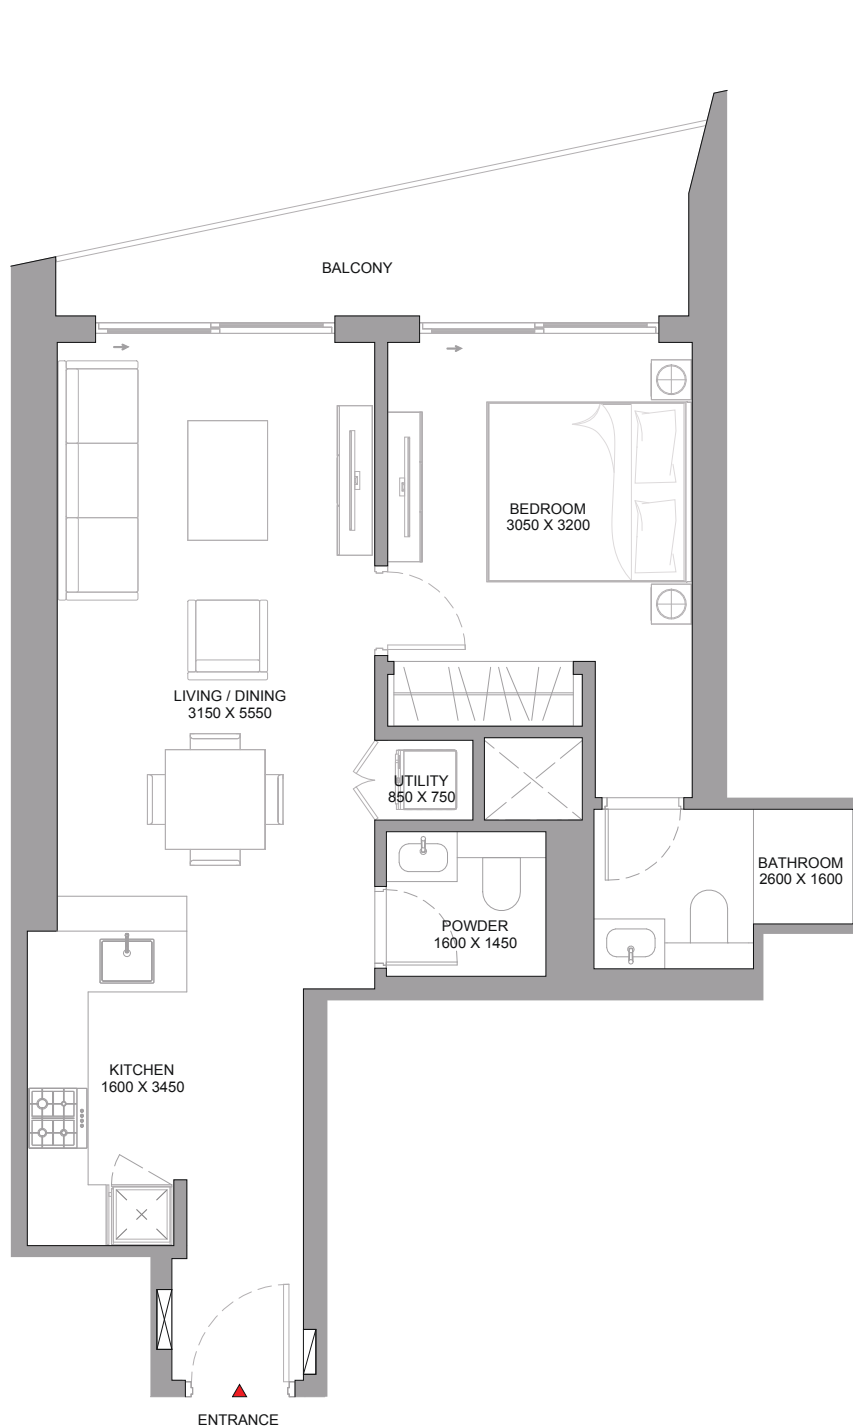 BALCONY
BEDROOM
3050 X 3200
LIVING / DINING
3150 X 5550
UTILITY
850 X 750
BATHROOM
2600 X 1600
POWDER
1600 X 1450
KITCHEN
1600 X 3450
ENTRANCE